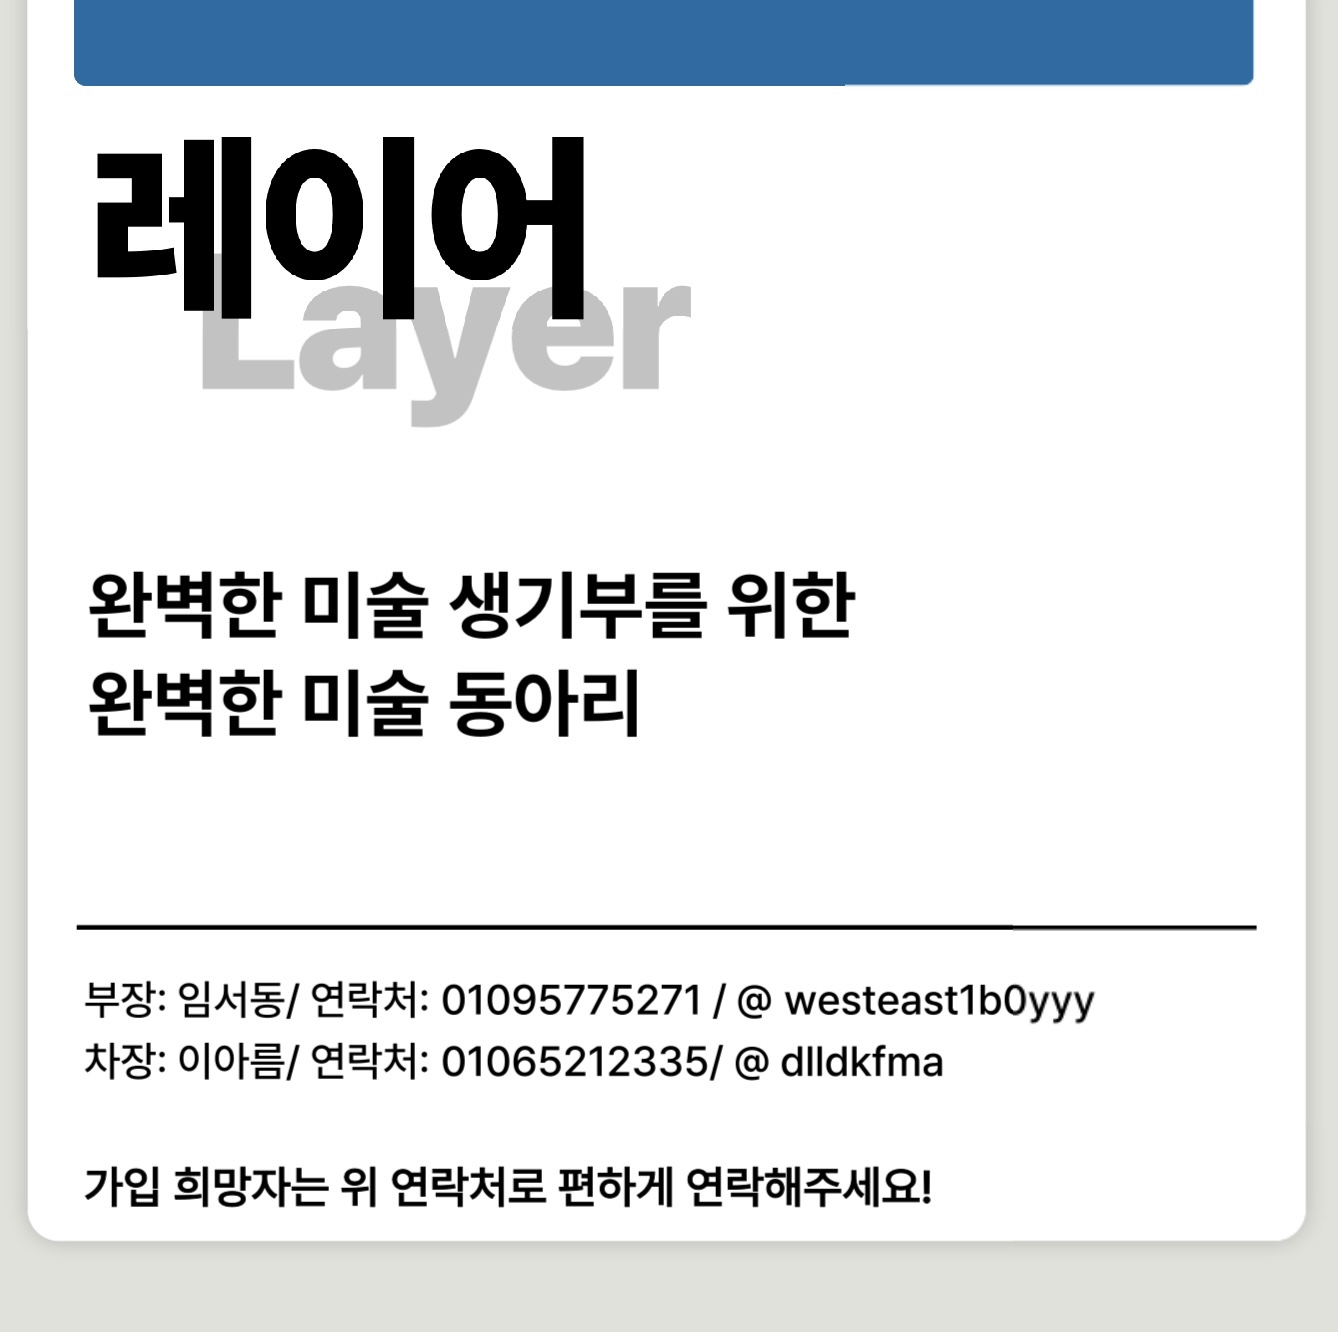 레이어
Layer
완벽한 미술 생기부를 위한
완벽한 미술 동아리
부장: 임서동/ 연락처: 01095775271 / @ westeast1b0yyy
차장: 이아름/ 연락처: 01065212335/ @ dlldkfma
가입 희망자는 위 연락처로 편하게 연락해주세요!